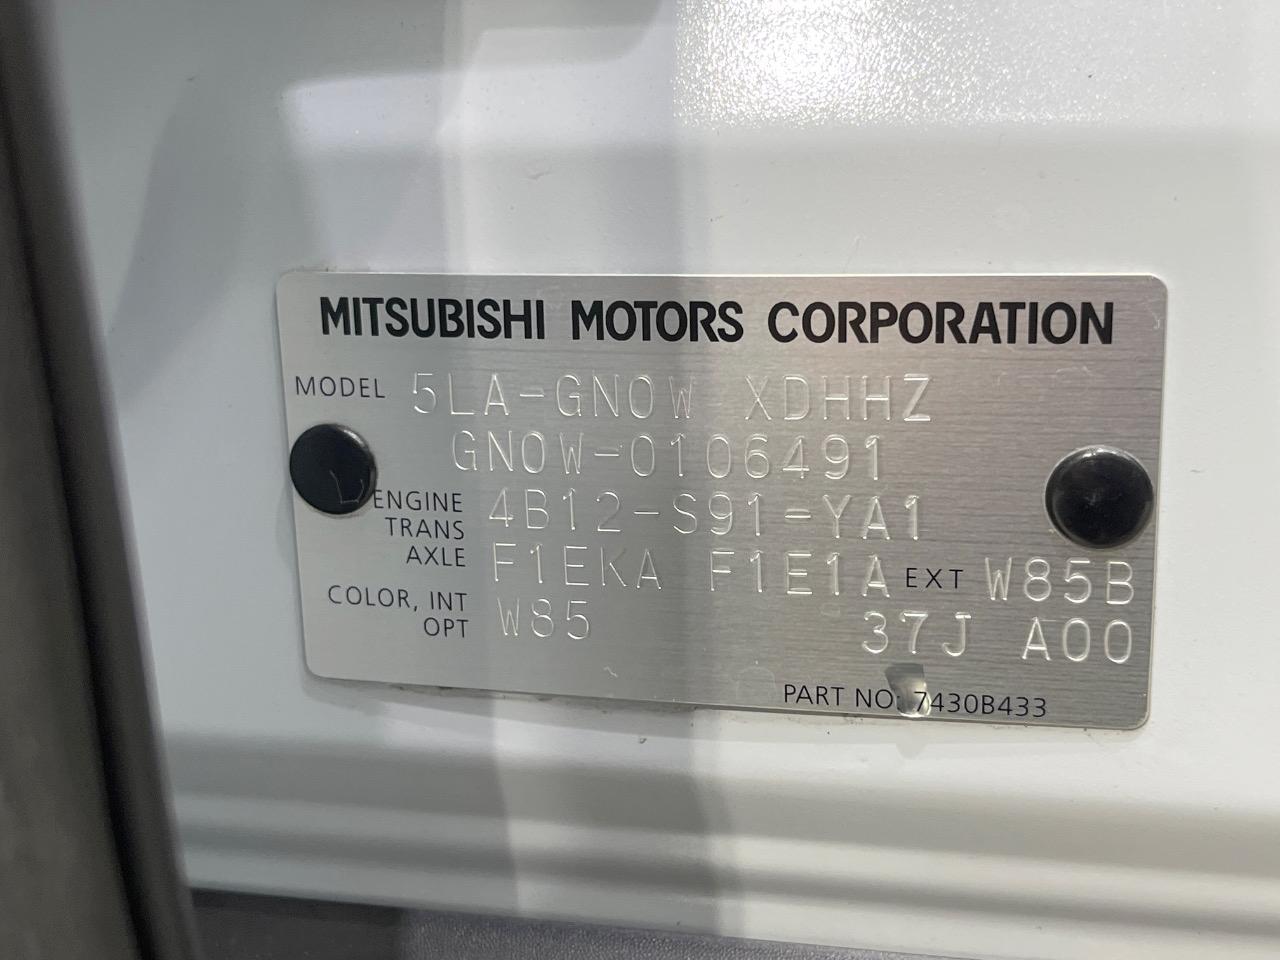 MITSUBISHI MOTORS CORPORATION
MODEL 5LA-GN0W XDHHZ
GN0W-0106491
ENGINE 4B12-S91-YA1
TRANS
AXLE F1EKA F1E1A EXT W85B
COLOR, INT
OPT W85 37J A00
PART NO: 7430B433